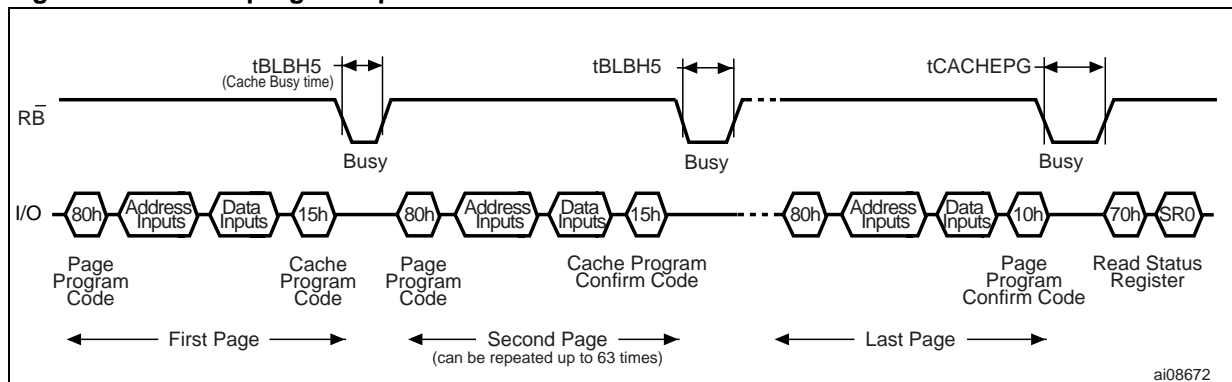 tBLBH5
(Cache Busy time)
tBLBH5
tCACHEPG
RB
Busy
Busy
Busy
I/O
80h
Address Inputs
Data Inputs
15h
80h
Address Inputs
Data Inputs
15h
80h
Address Inputs
Data Inputs
10h
70h
SR0
Page
Program
Code
Cache
Program
Code
Page
Program
Code
Cache Program
Confirm Code
Page
Program
Confirm Code
Read Status
Register
First Page
Second Page
(can be repeated up to 63 times)
Last Page
ai08672